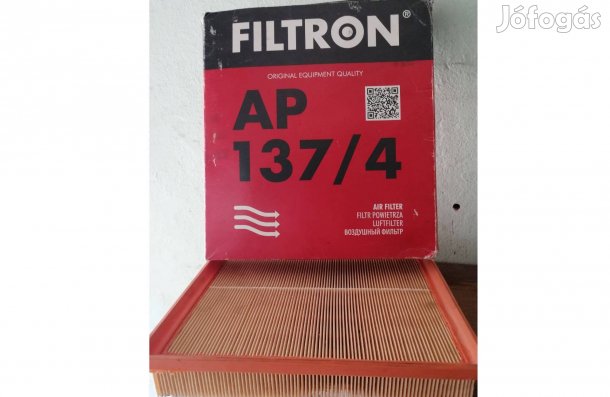 Jófogás
FILTRON®
ORIGINAL EQUIPMENT QUALITY
AP
137/4
AIR FILTER
FILTR POWIETRZA
LUFTFILTER
ВОЗДУШНЫЙ ФИЛЬТР